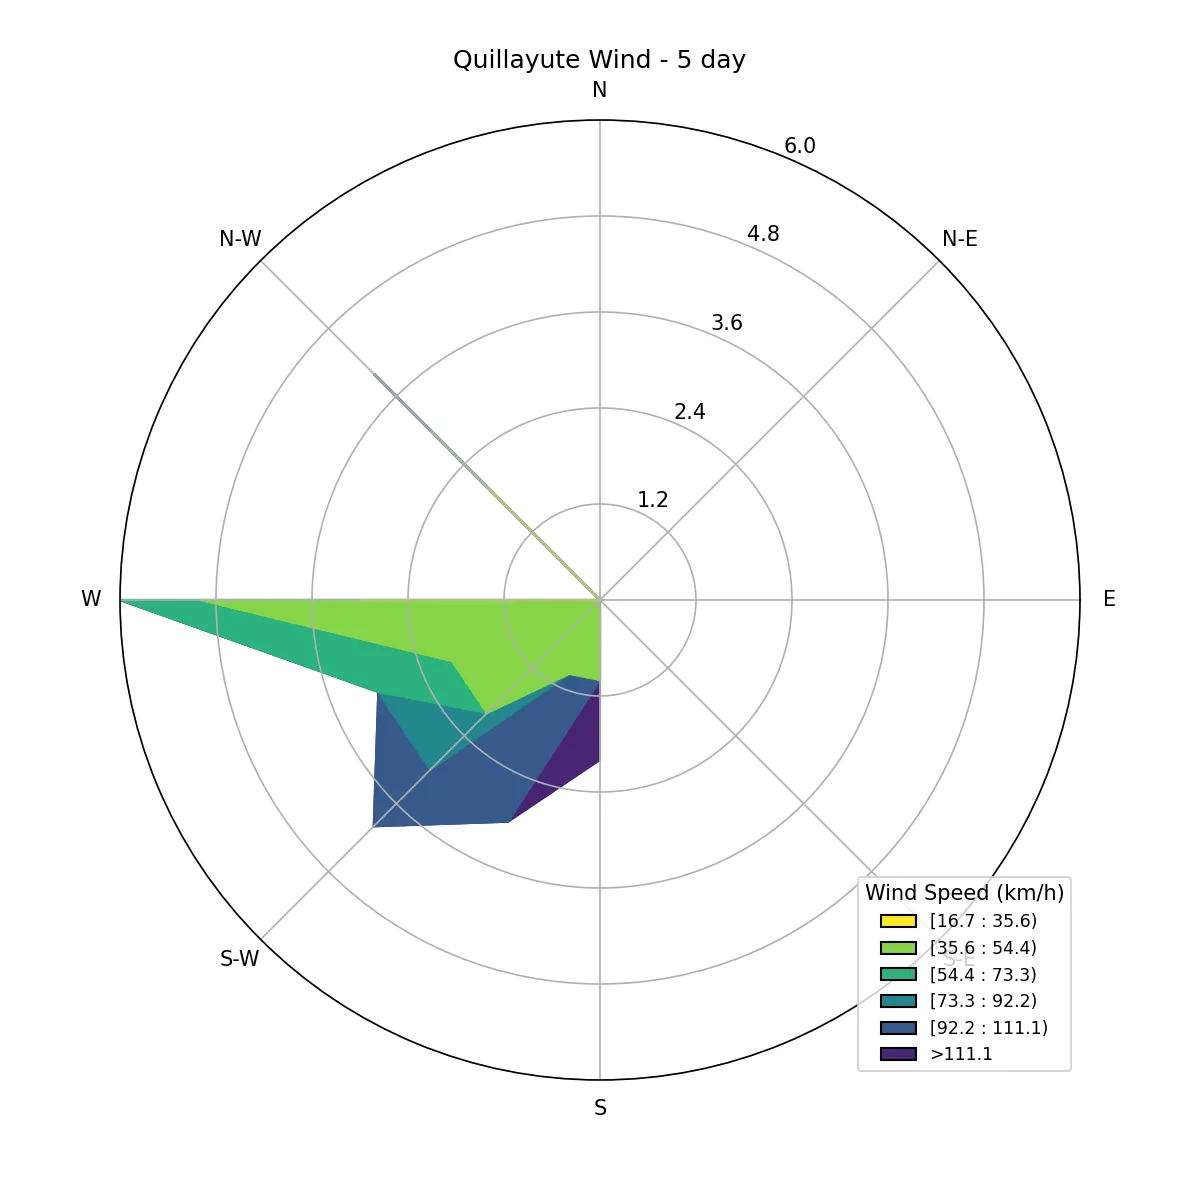 Quillayute Wind - 5 day
N
6.0
N-W
4.8
N-E
3.6
2.4
1.2
W
E
Wind Speed (km/h)
[16.7 : 35.6)
[35.6 : 54.4)
S-W
S-E
[54.4 : 73.3)
[73.3 : 92.2)
[92.2 : 111.1)
>111.1
S